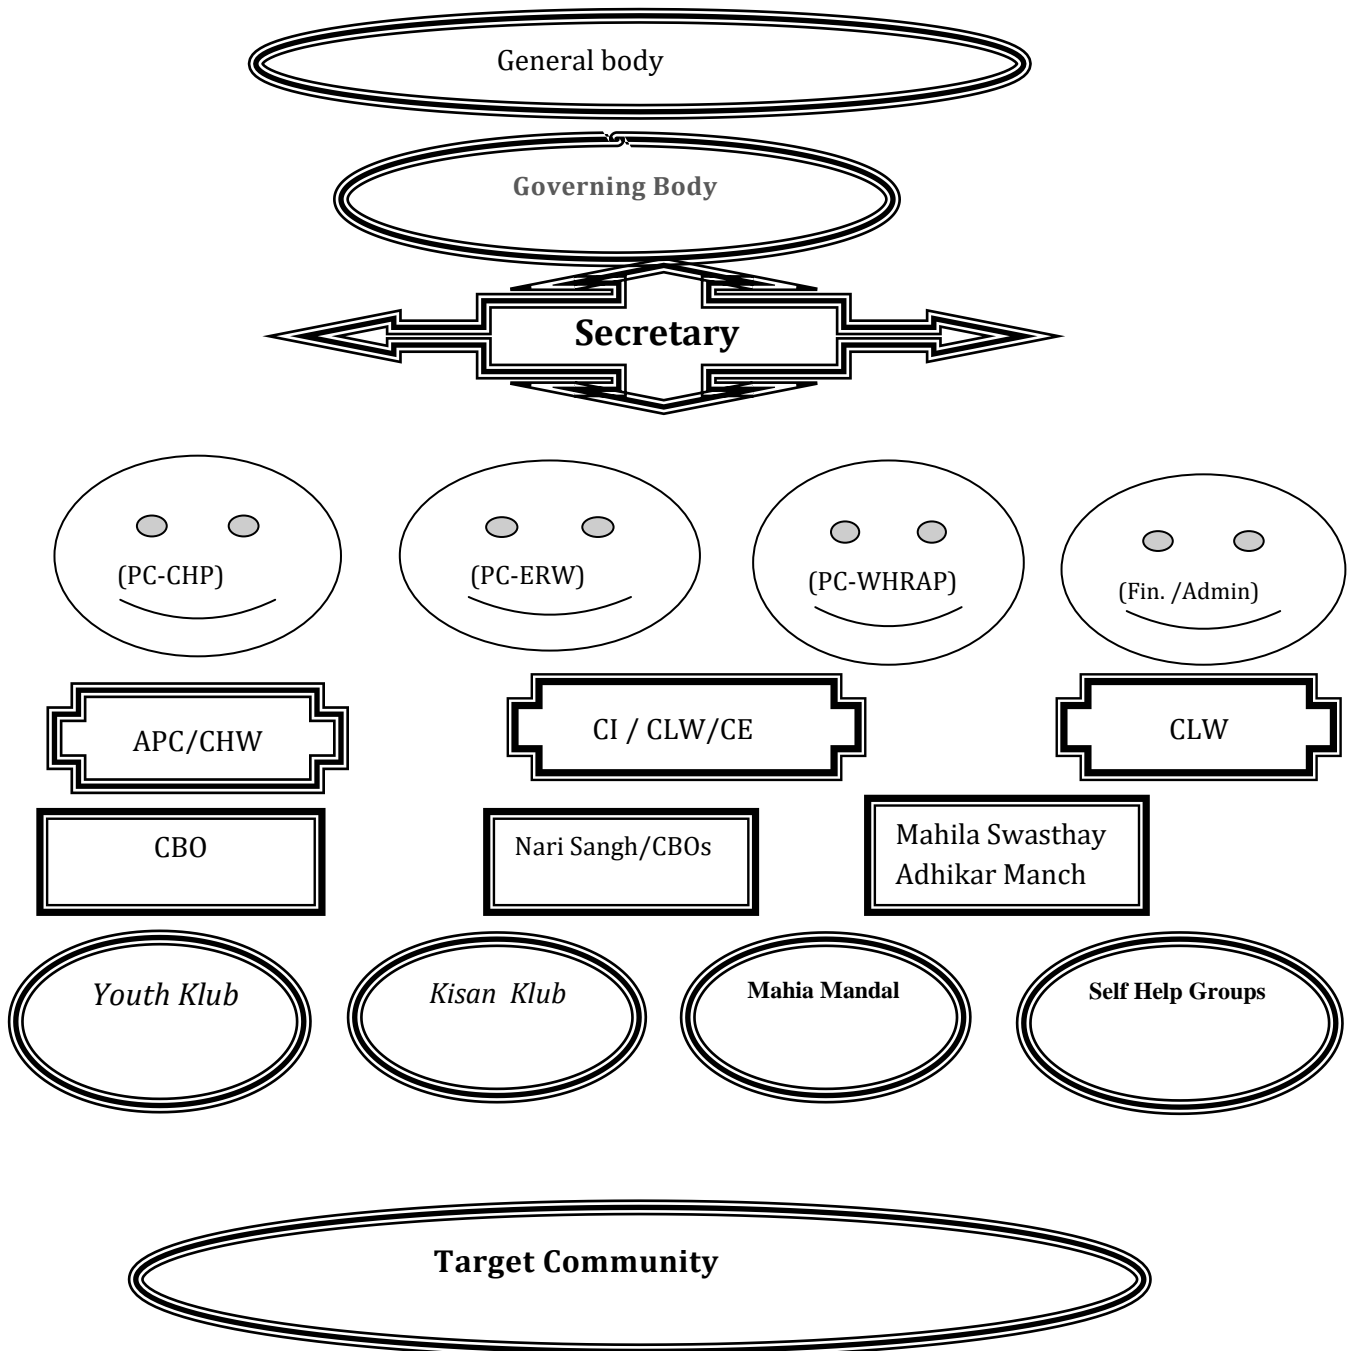 General body
Governing Body
Secretary
(PC-CHP)
(PC-ERW)
(PC-WHRAP)
(Fin. /Admin)
APC/CHW
CI / CLW/CE
CLW
CBO
Nari Sangh/CBOs
Mahila Swasthay
Adhikar Manch
Youth Klub
Kisan Klub
Mahia Mandal
Self Help Groups
Target Community